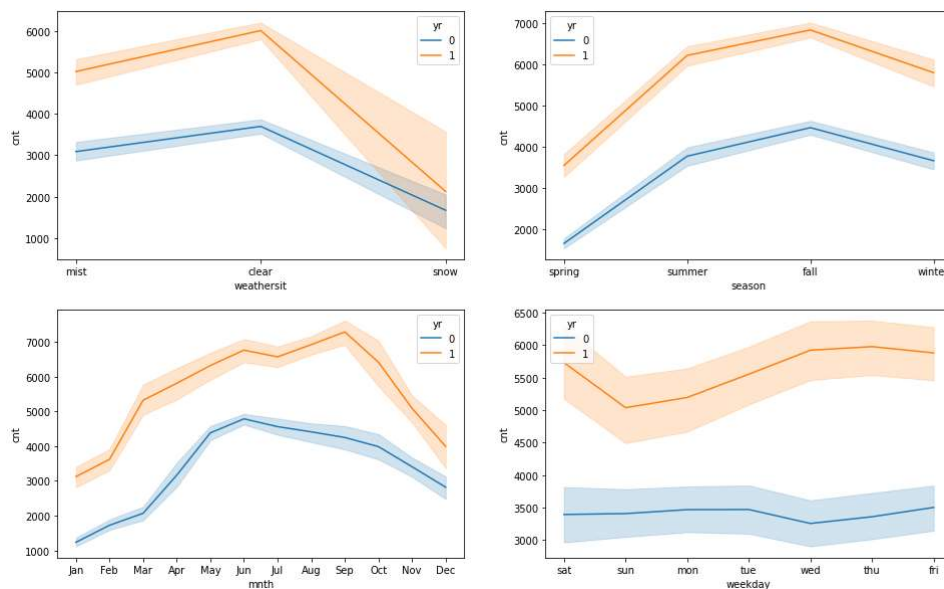 yr
0
1
6000
5000
4000
3000
2000
1000
cnt
mist clear snow
weathersit
yr
0
1
7000
6000
5000
4000
3000
2000
cnt
spring summer fall winter
season
yr
0
1
7000
6000
5000
4000
3000
2000
1000
cnt
Jan Feb Mar Apr May Jun Jul Aug Sep Oct Nov Dec
mnth
yr
0
1
6500
6000
5500
5000
4500
4000
3500
3000
cnt
sat sun mon tue wed thu fri
weekday